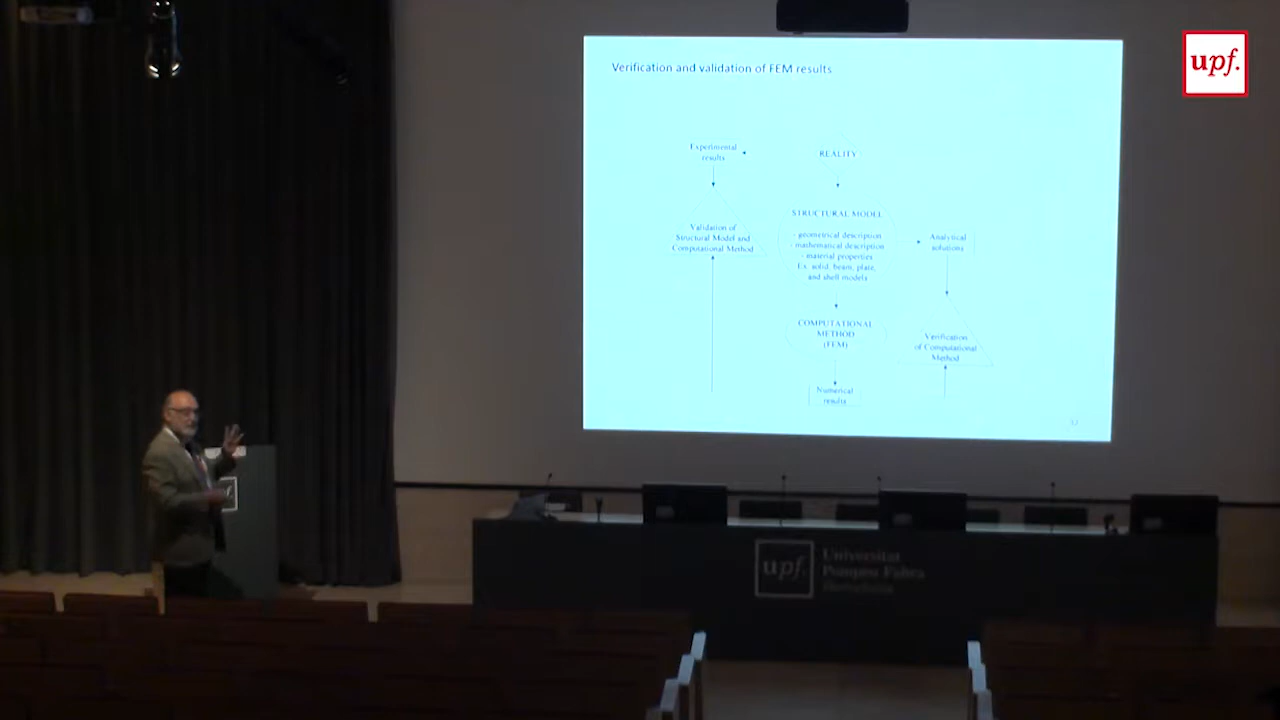 Verification and validation of FEM results
Experimental
results
REALITY
Validation of
Structural Model and
Computational Method
STRUCTURAL MODEL
- geometrical description
- mathematical description
- material properties
Ex. solid, beam, plate,
and shell models
Analytical
solutions
COMPUTATIONAL
METHOD
(FEM)
Verification
of Computational
Method
Numerical
results
upf.
upf.
Universitat
Pompeu Fabra
Barcelona
upf